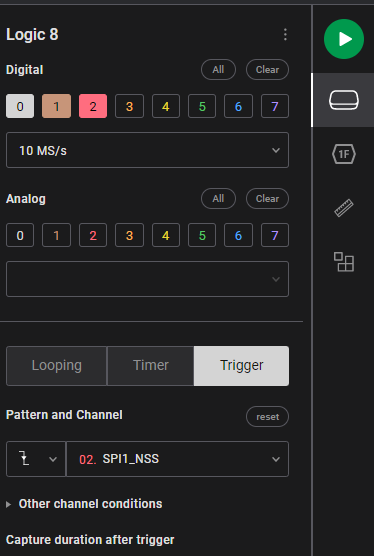 Logic 8
Digital All Clear
0 1 2 3 4 5 6 7
10 MS/s
1F
Analog All Clear
0 1 2 3 4 5 6 7
Looping Timer Trigger
Pattern and Channel reset
02. SPI1_NSS
Other channel conditions
Capture duration after trigger